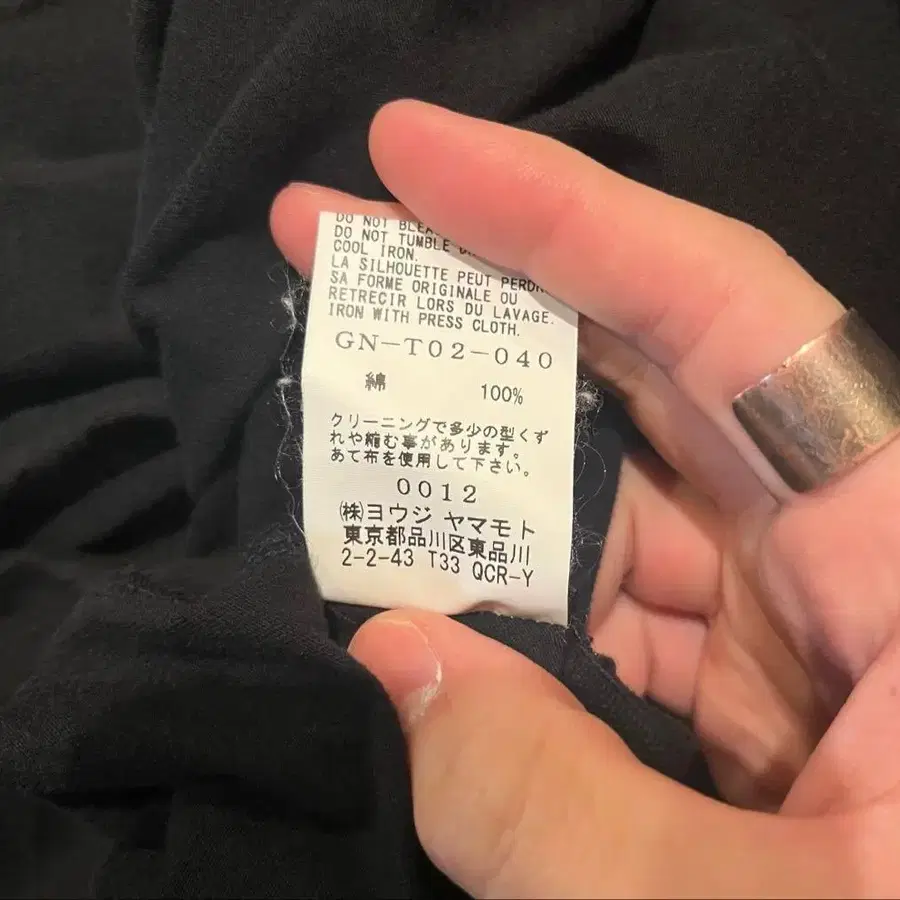 DO NOT
DO NOT TUMBLE
COOL IRON.
LA SILHOUETTE PEUT
SA FORME ORIGINALE OU
RETRECIR LORS DU LAVAGE.
IRON WITH PRESS CLOTH.
GN-T02-040
綿 100%
クリーニングで多少の型くず
れや縮む事があります。
あて布を使用して下さい。
0012
㈱ヨウジ ヤマモト
東京都品川区東品川
2-2-43 T33 QCR-Y